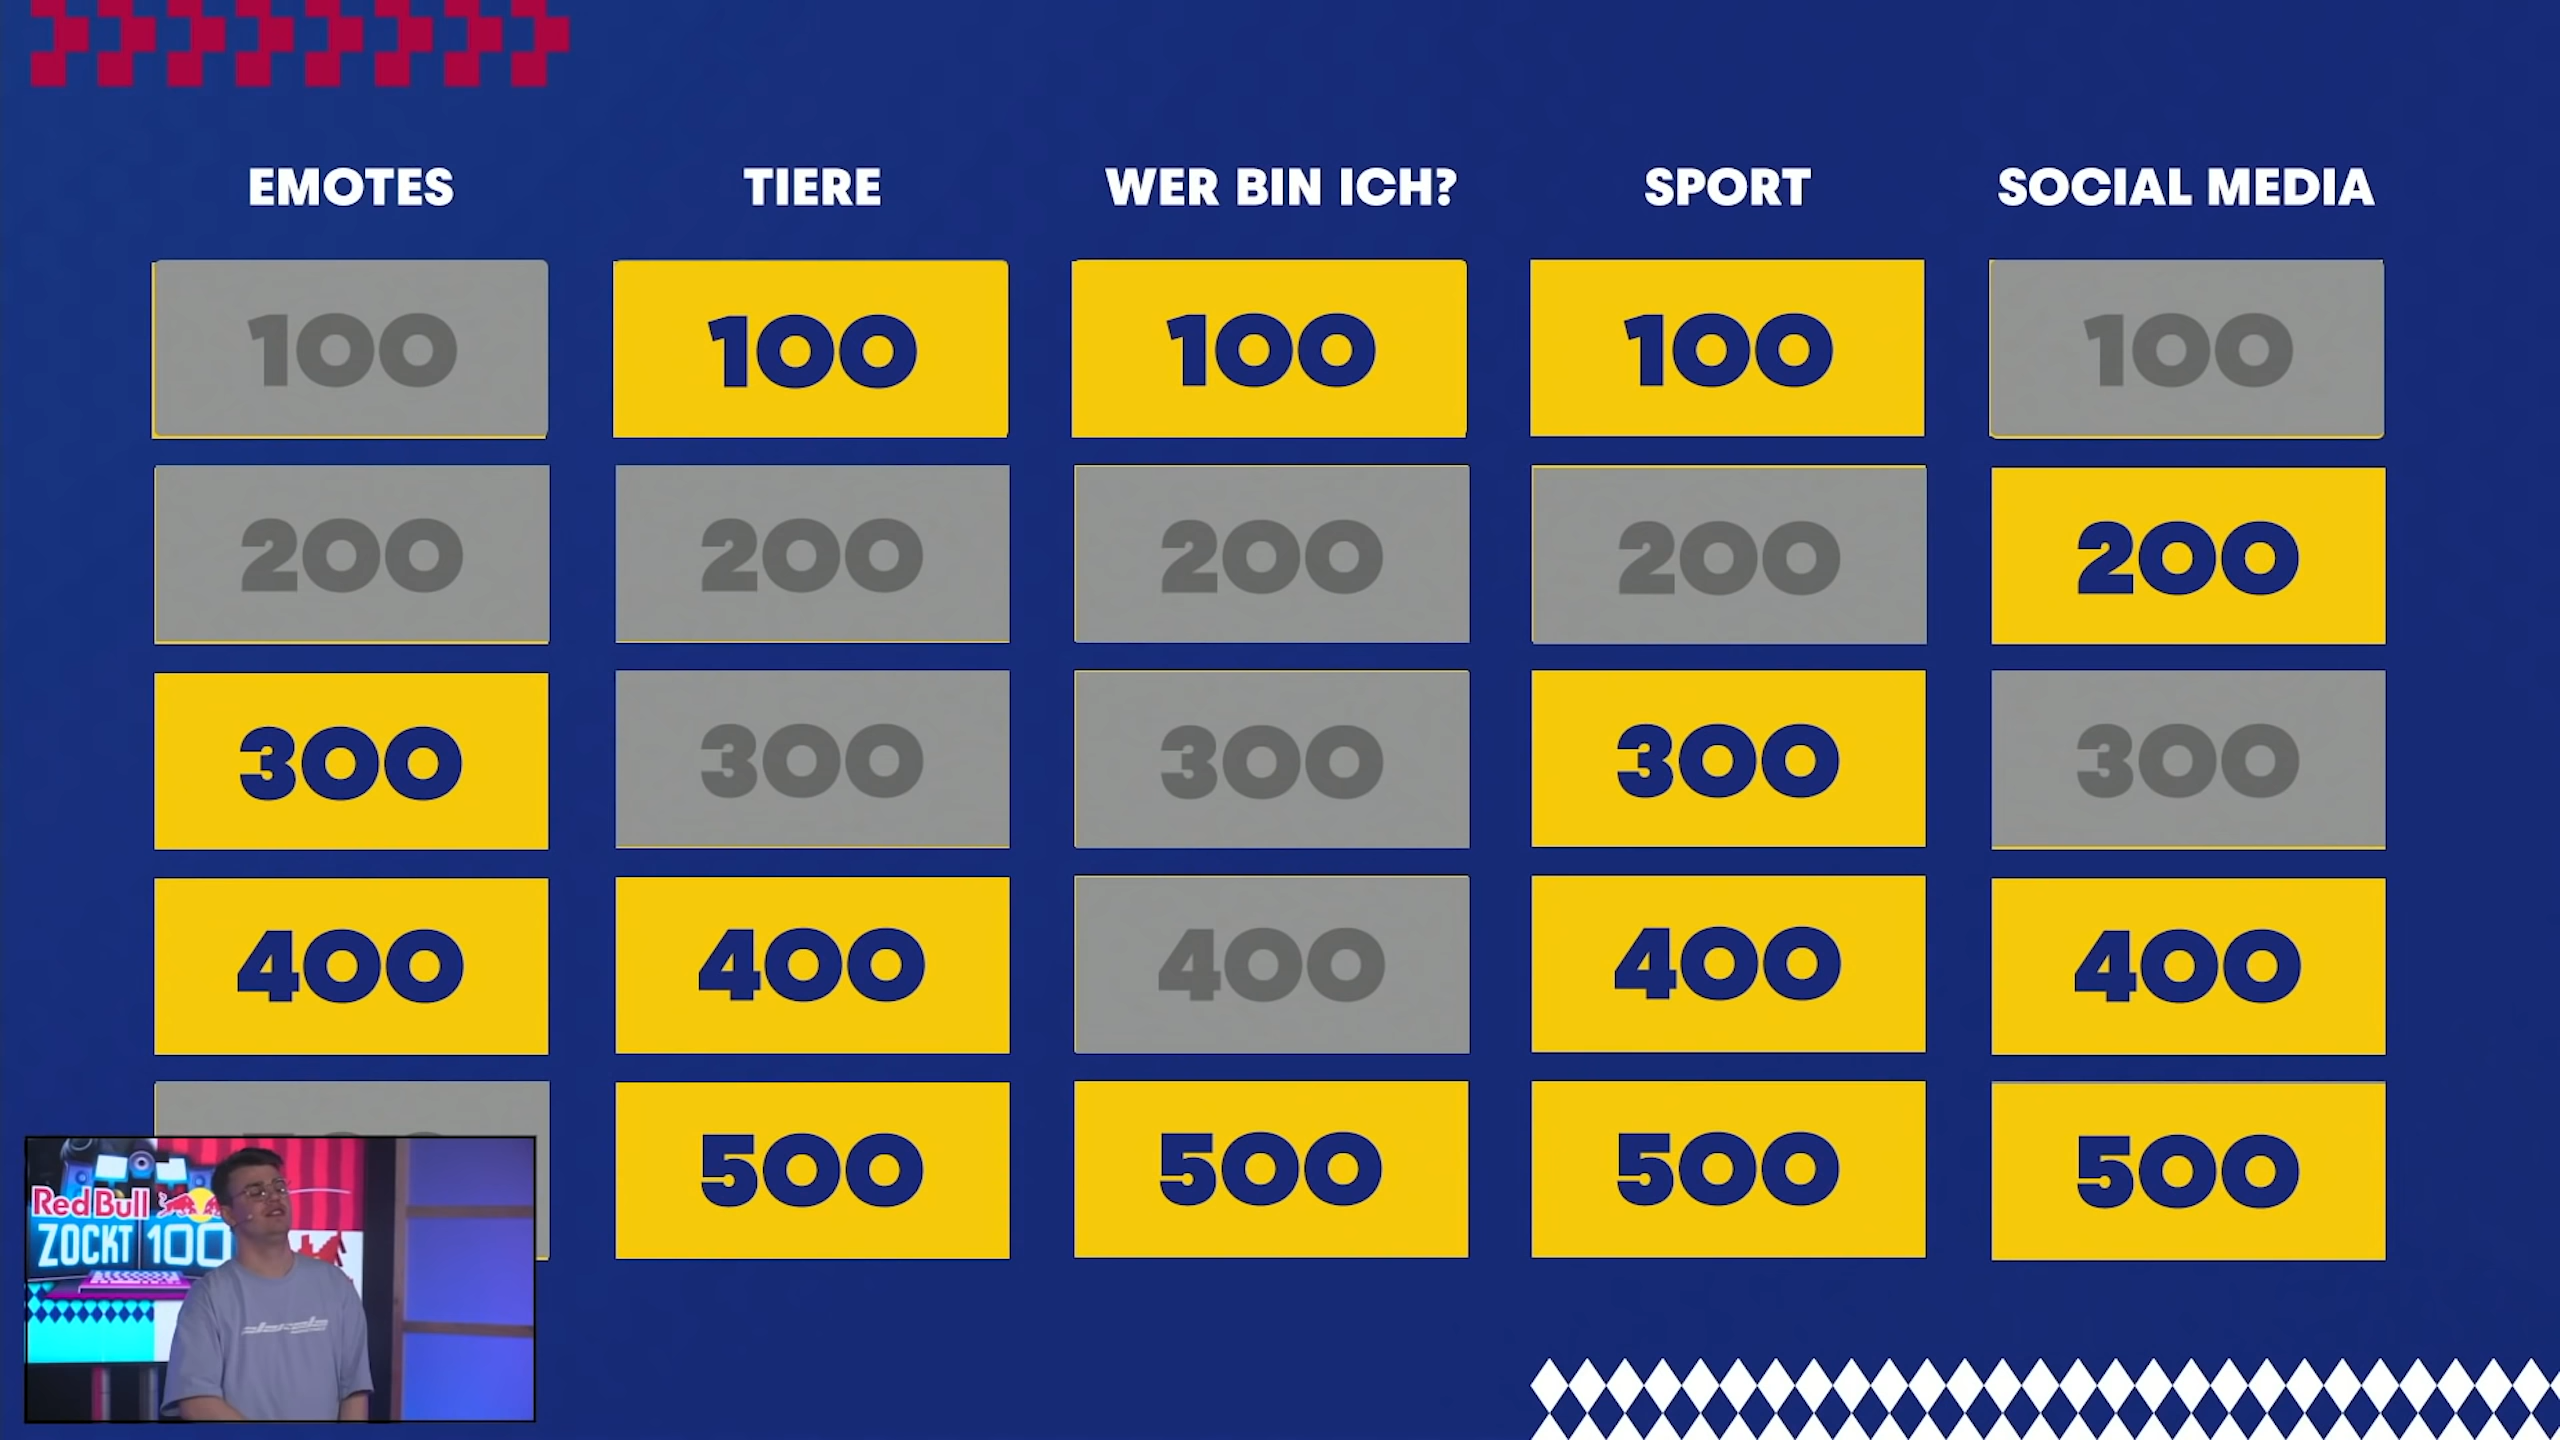 EMOTES TIERE WER BIN ICH? SPORT SOCIAL MEDIA
100 100 100 100 100
200 200 200 200 200
300 300 300 300 300
400 400 400 400 400
500 500 500 500
Red Bull
ZOCKT 100